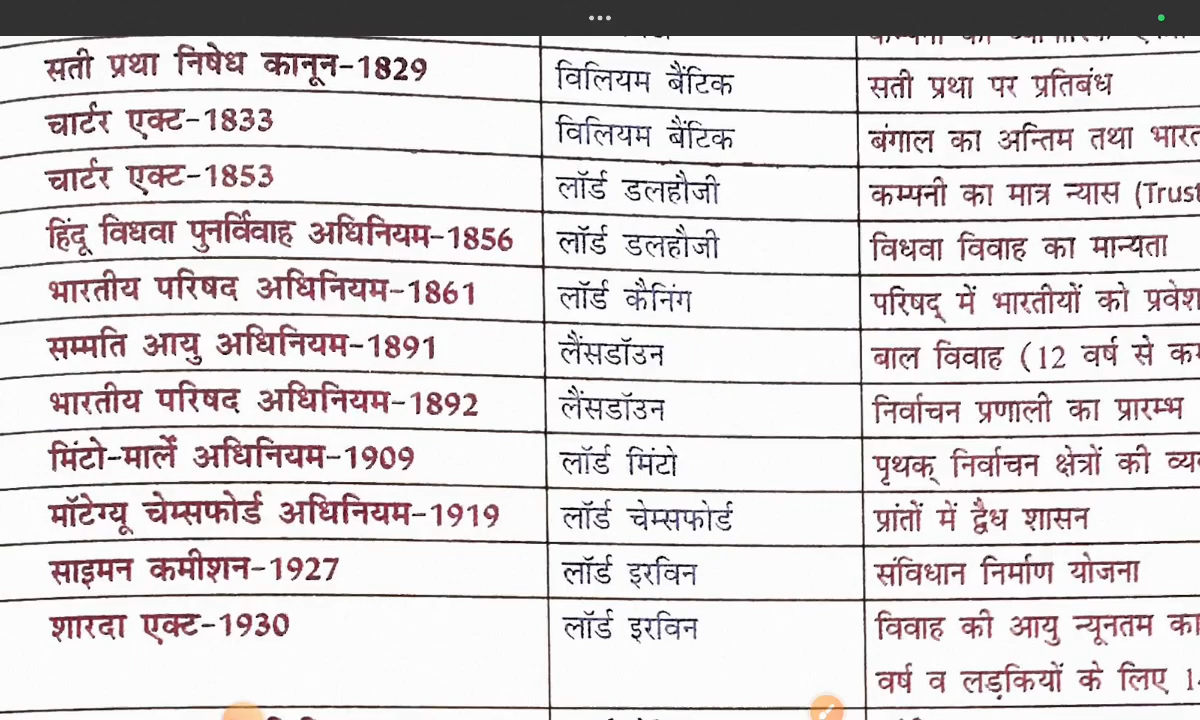 सती प्रथा निषेध कानून-1829 विलियम बैंटिक सती प्रथा पर प्रतिबंध
चार्टर एक्ट-1833 विलियम बैंटिक बंगाल का अन्तिम तथा भारत
चार्टर एक्ट-1853 लॉर्ड डलहौजी कम्पनी का मात्र न्यास (Trust
हिंदू विधवा पुनर्विवाह अधिनियम-1856 लॉर्ड डलहौजी विधवा विवाह का मान्यता
भारतीय परिषद अधिनियम-1861 लॉर्ड कैनिंग परिषद् में भारतीयों को प्रवेश
सम्मति आयु अधिनियम-1891 लैंसडॉउन बाल विवाह (12 वर्ष से
भारतीय परिषद अधिनियम-1892 लैंसडॉउन निर्वाचन प्रणाली का प्रारम्भ
मिंटो-मार्ले अधिनियम-1909 लॉर्ड मिंटो पृथक् निर्वाचन क्षेत्रों की
मॉटेग्यू चेम्सफोर्ड अधिनियम-1919 लॉर्ड चेम्सफोर्ड प्रांतों में द्वैध शासन
साइमन कमीशन-1927 लॉर्ड इरविन संविधान निर्माण योजना
शारदा एक्ट-1930 लॉर्ड इरविन विवाह की आयु न्यूनतम
वर्ष व लड़कियों के लिए